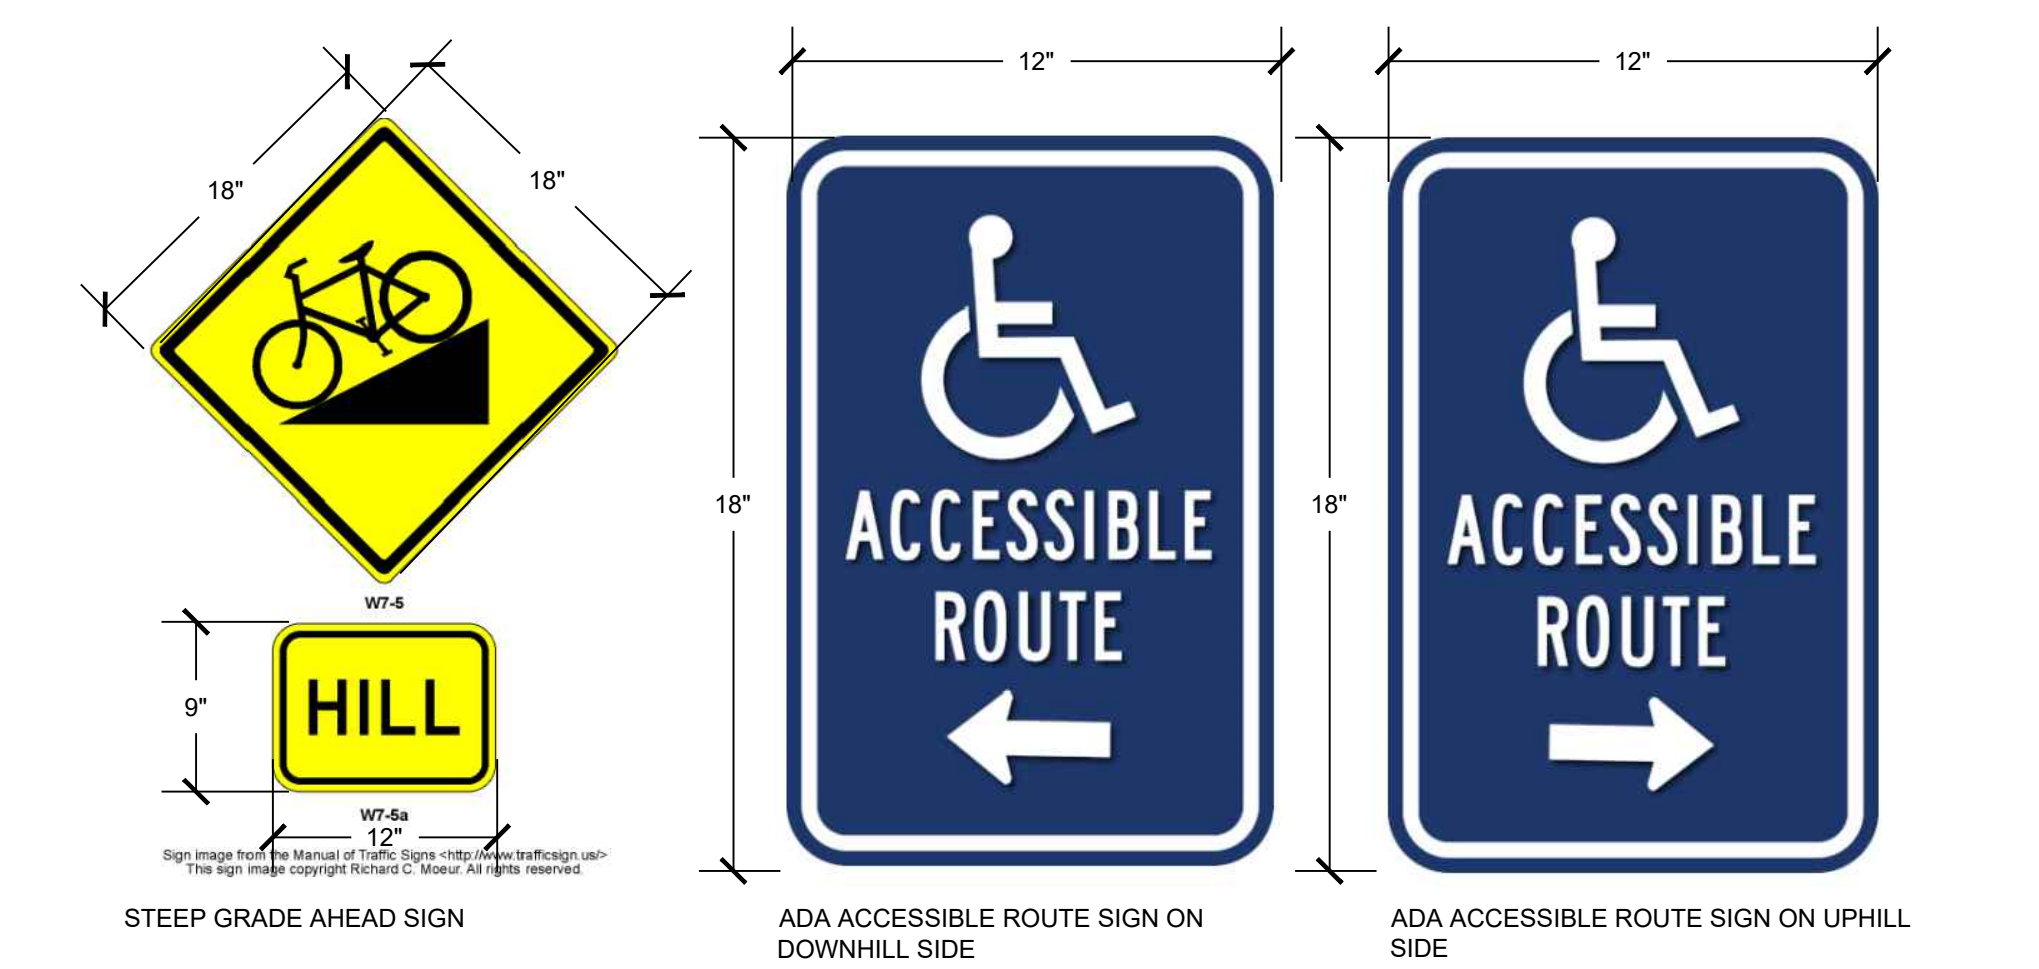 18"
18"
W7-5
9"
HILL
W7-5a
12"
Sign image from the Manual of Traffic Signs <http://www.trafficsign.us/>
This sign image copyright Richard C. Moeur. All rights reserved.
STEEP GRADE AHEAD SIGN
12"
18"
ACCESSIBLE
ROUTE
ADA ACCESSIBLE ROUTE SIGN ON
DOWNHILL SIDE
12"
18"
ACCESSIBLE
ROUTE
ADA ACCESSIBLE ROUTE SIGN ON UPHILL
SIDE